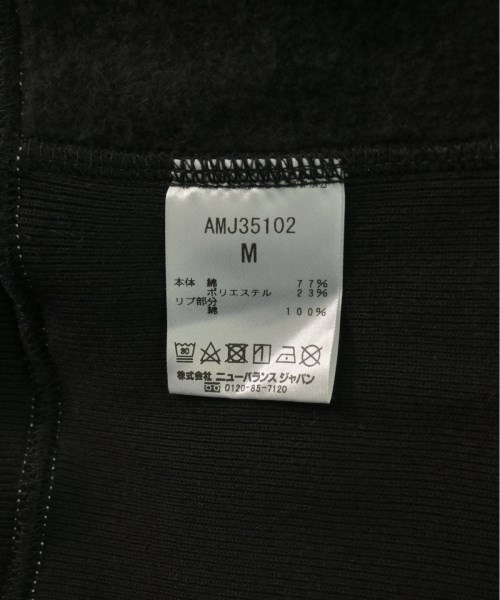 AMJ35102
M
本体 綿 77%
ポリエステル 23%
リブ部分
綿 100%
30
株式会社 ニューバランス ジャパン
0120-85-7120